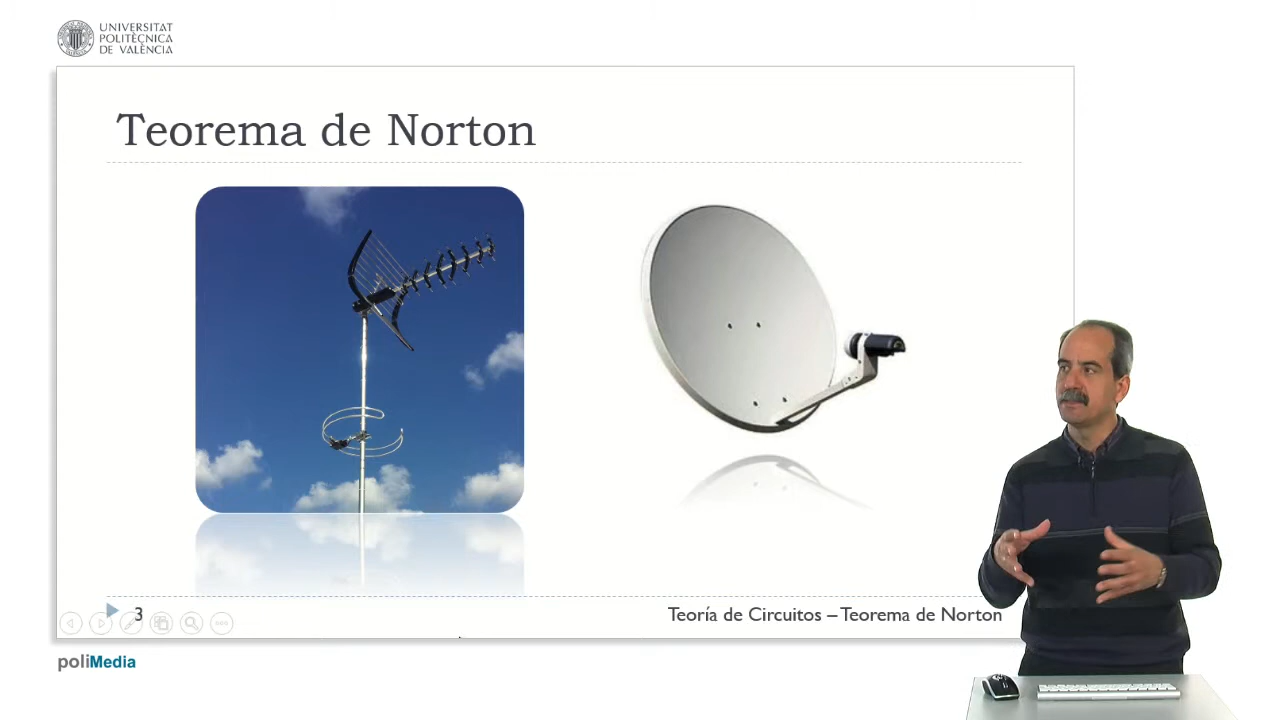 UNIVERSITAT
POLITÈCNICA
DE VALÈNCIA
Teorema de Norton
3
Teoría de Circuitos – Teorema de Norton
poliMedia